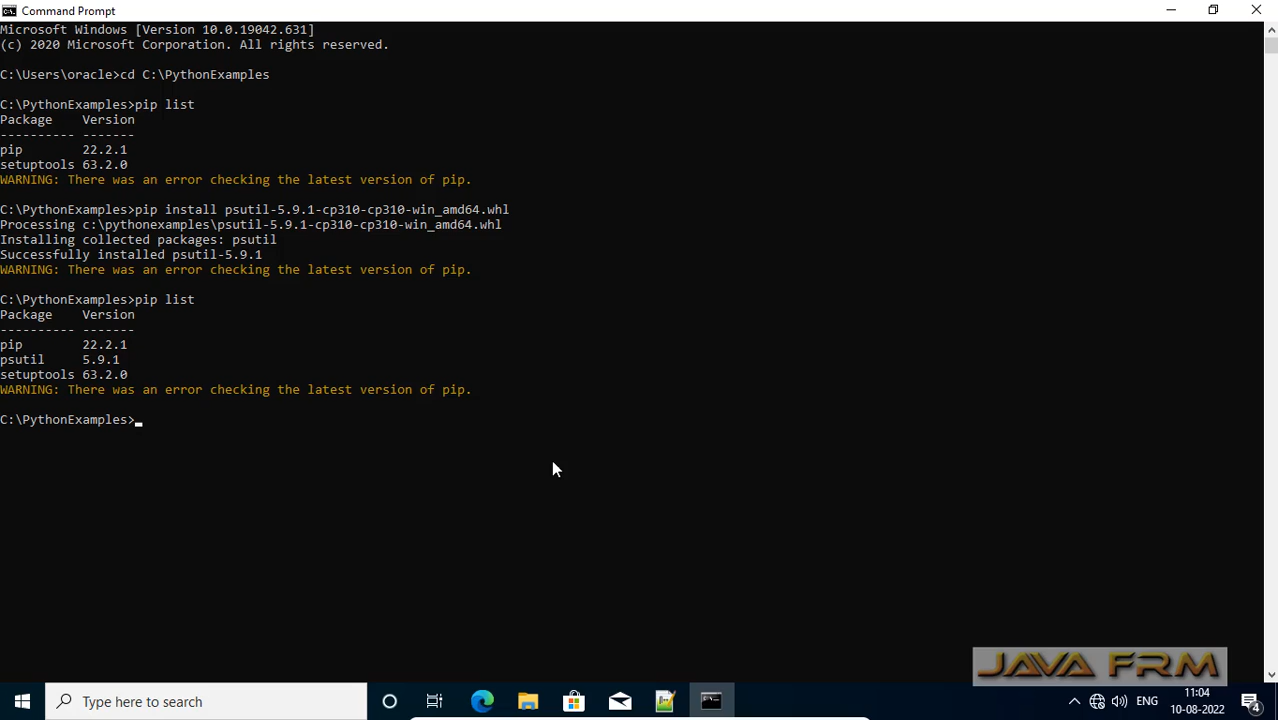 Command Prompt
Microsoft Windows [Version 10.0.19042.631]
(c) 2020 Microsoft Corporation. All rights reserved.
C:\Users\oracle>cd C:\PythonExamples
C:\PythonExamples>pip list
Package    Version
---------- -------
pip        22.2.1
setuptools 63.2.0
WARNING: There was an error checking the latest version of pip.
C:\PythonExamples>pip install psutil-5.9.1-cp310-cp310-win_amd64.whl
Processing c:\pythonexamples\psutil-5.9.1-cp310-cp310-win_amd64.whl
Installing collected packages: psutil
Successfully installed psutil-5.9.1
WARNING: There was an error checking the latest version of pip.
C:\PythonExamples>pip list
Package    Version
---------- -------
pip        22.2.1
psutil     5.9.1
setuptools 63.2.0
WARNING: There was an error checking the latest version of pip.
C:\PythonExamples>
JAVA FRM
Type here to search
ENG
11:04
10-08-2022
4